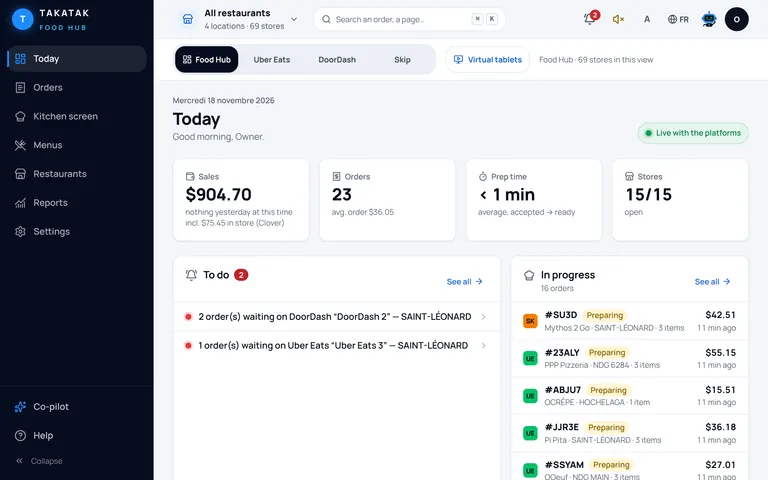 T
TAKATAK
FOOD HUB
Today
Orders
Kitchen screen
Menus
Restaurants
Reports
Settings
Co-pilot
Help
Collapse
All restaurants
4 locations · 69 stores
Search an order, a page…
⌘ K
2
A
FR
O
Food Hub
Uber Eats
DoorDash
Skip
Virtual tablets
Food Hub · 69 stores in this view
Mercredi 18 novembre 2026
Today
Good morning, Owner.
Live with the platforms
Sales
$904.70
nothing yesterday at this time
incl. $75.45 in store (Clover)
Orders
23
avg. order $36.05
Prep time
< 1 min
average, accepted → ready
Stores
15/15
open
To do 2
See all →
2 order(s) waiting on DoorDash “DoorDash 2” — SAINT-LÉONARD
1 order(s) waiting on Uber Eats “Uber Eats 3” — SAINT-LÉONARD
In progress
16 orders
See all →
SK
#SU3D Preparing $42.51
Mythos 2 Go · SAINT-LÉONARD · 3 items 11 min ago
UE
#23ALY Preparing $55.15
PPP Pizzeria · NDG 6284 · 3 items 11 min ago
UE
#ABJU7 Preparing $15.51
OCRÊPE · HOCHELAGA · 1 item 11 min ago
UE
#JJR3E Preparing $36.18
Pi Pita · SAINT-LÉONARD · 3 items 11 min ago
UE
#SSYAM Preparing $27.01
OOeuf · NDG MAIN · 3 items 11 min ago